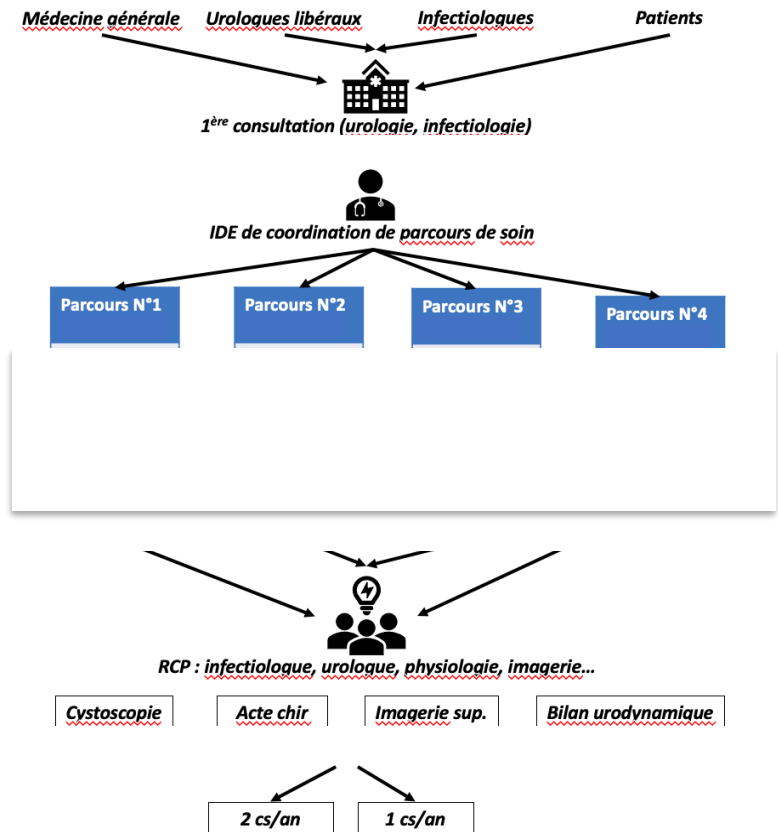 Médecine générale Urologues libéraux Infectiologues Patients
1ère consultation (urologie, infectiologie)
IDE de coordination de parcours de soin
Parcours N°1 Parcours N°2 Parcours N°3 Parcours N°4
RCP : infectiologue, urologue, physiologie, imagerie...
Cystoscopie Acte chir Imagerie sup. Bilan urodynamique
2 cs/an 1 cs/an